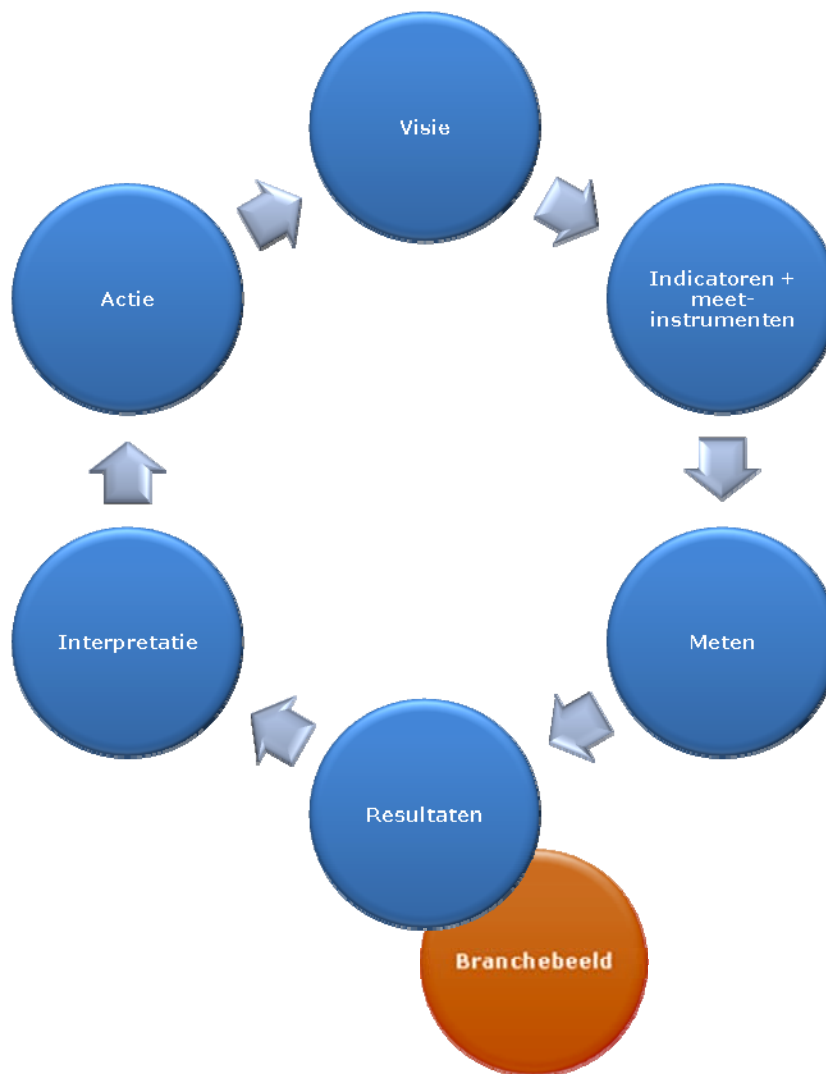 Visie
Indicatoren +
meet-
instrumenten
Meten
Resultaten
Branchebeeld
Interpretatie
Actie